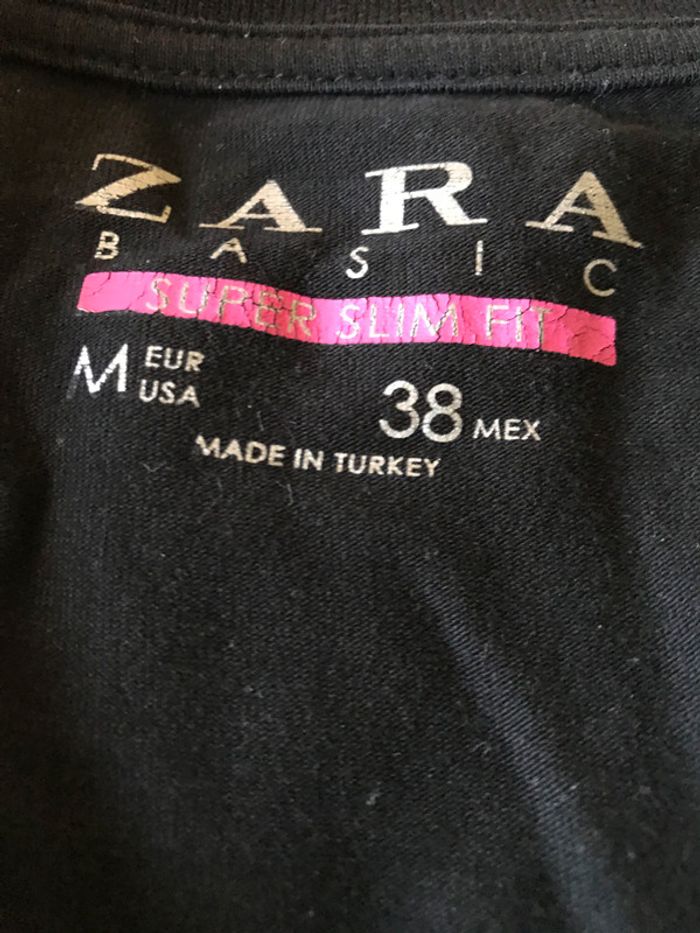 ZARA
BASIC
SUPER SLIM FIT
M EUR USA 38 MEX
MADE IN TURKEY